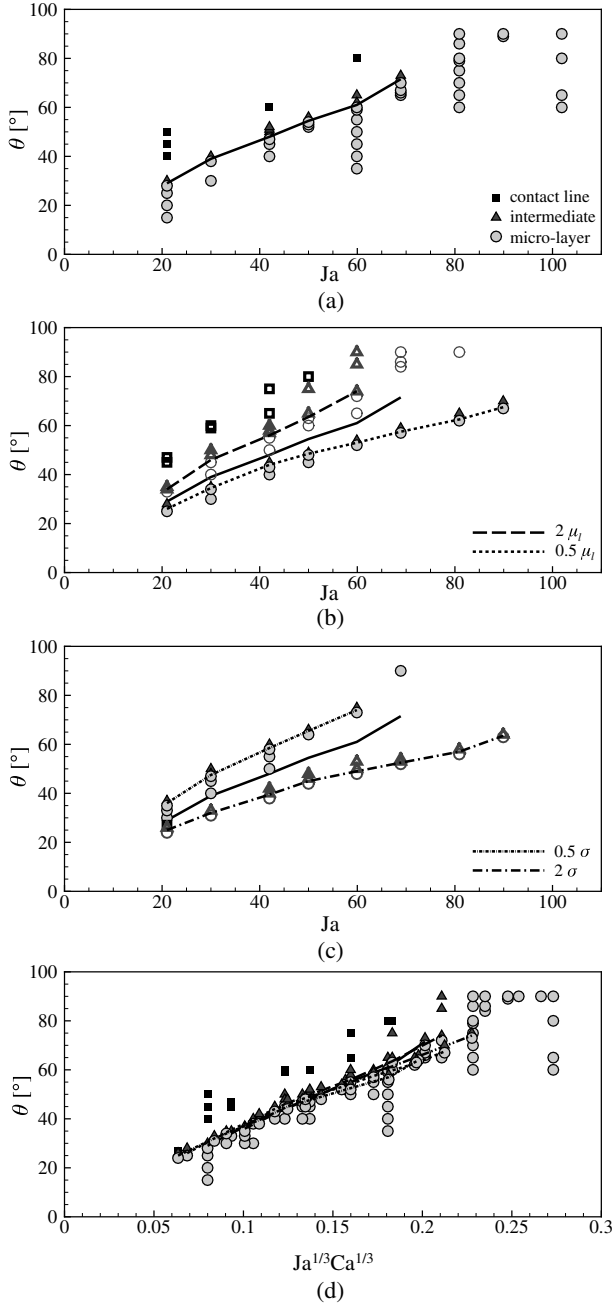 100
80
60
40
20
0
θ [°]
contact line
intermediate
micro-layer
0 20 40 60 80 100
Ja
(a)
100
80
60
40
20
0
θ [°]
2 μl
0.5 μl
0 20 40 60 80 100
Ja
(b)
100
80
60
40
20
0
θ [°]
0.5 σ
2 σ
0 20 40 60 80 100
Ja
(c)
100
80
60
40
20
0
θ [°]
0 0.05 0.1 0.15 0.2 0.25 0.3
Ja1/3Ca1/3
(d)